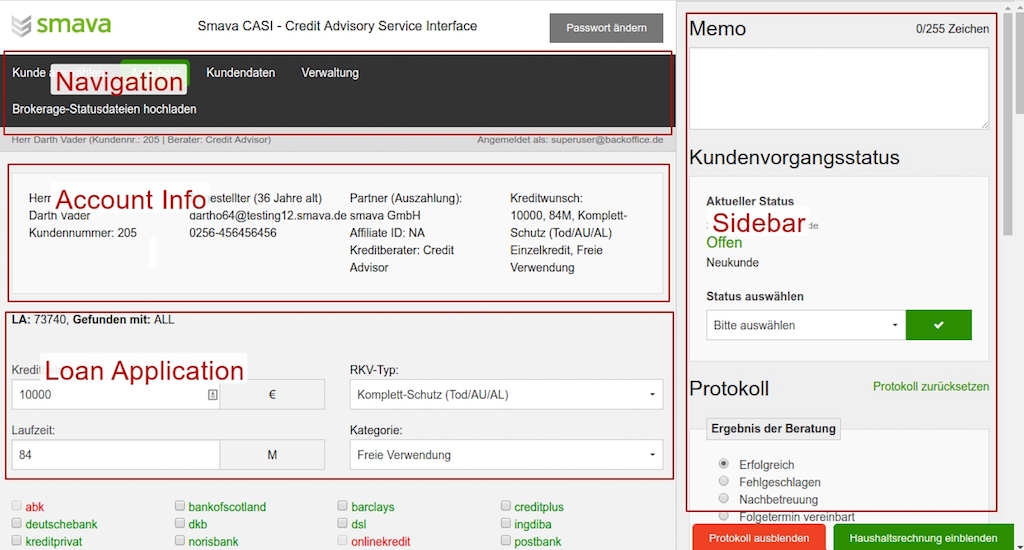 smava
Smava CASI - Credit Advisory Service Interface
Passwort ändern
Kunde
Kundendaten
Verwaltung
Navigation
Brokerage-Statusdateien hochladen
Herr Darth Vader (Kundennr.: 205 | Berater: Credit Advisor)
Angemeldet als: superuser@backoffice.de
Account Info
Herr
Darth Vader
Kundennummer: 205
(36 Jahre alt)
dartho64@testing12.smava.de
0256-456456456
Partner (Auszahlung):
smava GmbH
Affiliate ID: NA
Kreditberater: Credit
Advisor
Kreditwunsch:
10000, 84M, Komplett-
Schutz (Tod/AU/AL)
Einzelkredit, Freie
Verwendung
LA: 73740, Gefunden mit: ALL
Loan Application
10000
€
RKV-Typ:
Komplett-Schutz (Tod/AU/AL)
Laufzeit:
84
M
Kategorie:
Freie Verwendung
abk
bankofscotland
barclays
creditplus
deutschebank
dkb
dsl
ingdiba
kreditprivat
norisbank
onlinekredit
postbank
Memo
0/255 Zeichen
Kundenvorgangsstatus
Aktueller Status
Sidebar
de
Offen
Neukunde
Status auswählen
Bitte auswählen
Protokoll
Protokoll zurücksetzen
Ergebnis der Beratung
Erfolgreich
Fehlgeschlagen
Nachbetreuung
Folgetermin vereinbart
Protokoll ausblenden
Haushaltsrechnung einblenden